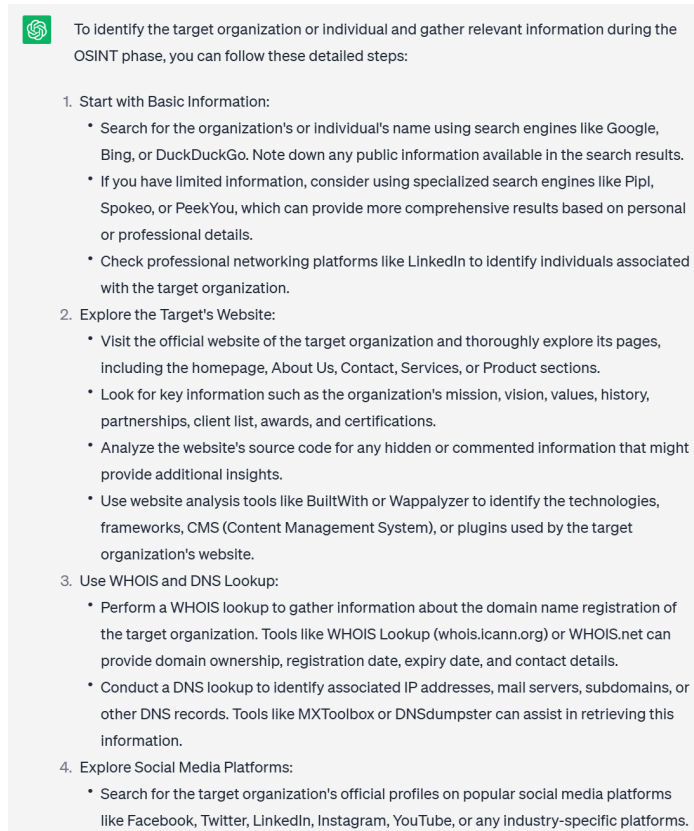 To identify the target organization or individual and gather relevant information during the
OSINT phase, you can follow these detailed steps:
1. Start with Basic Information:
• Search for the organization's or individual's name using search engines like Google,
Bing, or DuckDuckGo. Note down any public information available in the search results.
• If you have limited information, consider using specialized search engines like Pipl,
Spokeo, or PeekYou, which can provide more comprehensive results based on personal
or professional details.
• Check professional networking platforms like LinkedIn to identify individuals associated
with the target organization.
2. Explore the Target's Website:
• Visit the official website of the target organization and thoroughly explore its pages,
including the homepage, About Us, Contact, Services, or Product sections.
• Look for key information such as the organization's mission, vision, values, history,
partnerships, client list, awards, and certifications.
• Analyze the website's source code for any hidden or commented information that might
provide additional insights.
• Use website analysis tools like BuiltWith or Wappalyzer to identify the technologies,
frameworks, CMS (Content Management System), or plugins used by the target
organization's website.
3. Use WHOIS and DNS Lookup:
• Perform a WHOIS lookup to gather information about the domain name registration of
the target organization. Tools like WHOIS Lookup (whois.icann.org) or WHOIS.net can
provide domain ownership, registration date, expiry date, and contact details.
• Conduct a DNS lookup to identify associated IP addresses, mail servers, subdomains, or
other DNS records. Tools like MXToolbox or DNSdumpster can assist in retrieving this
information.
4. Explore Social Media Platforms:
• Search for the target organization's official profiles on popular social media platforms
like Facebook, Twitter, LinkedIn, Instagram, YouTube, or any industry-specific platforms.